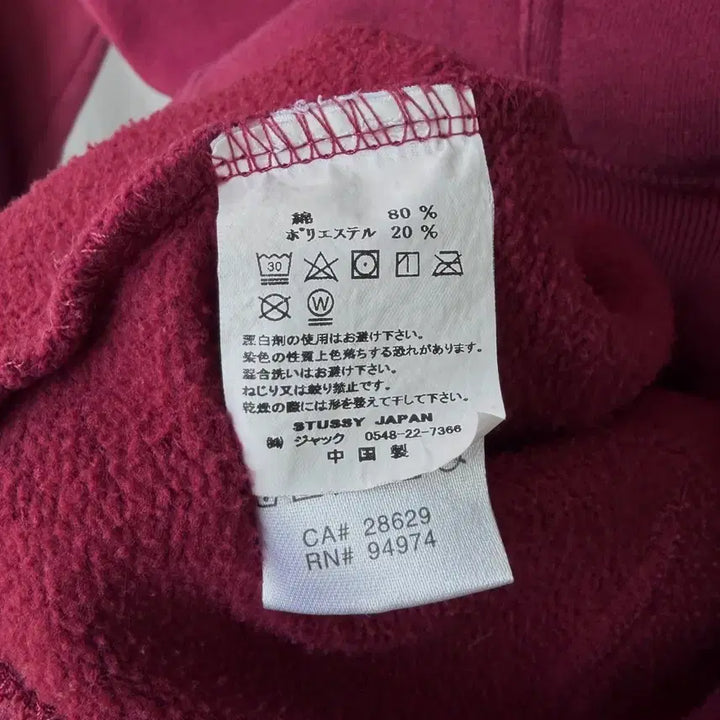 綿 80 %
ポリエステル 20 %
30
W
漂白剤の使用はお避け下さい。
染色の性質上色落ちする恐れがあります。
混合洗いはお避け下さい。
ねじり又は絞り禁止です。
乾燥の際には形を整えて干して下さい。
STUSSY JAPAN
㈱ ジャック 0548-22-7366
中国製
CA# 28629
RN# 94974